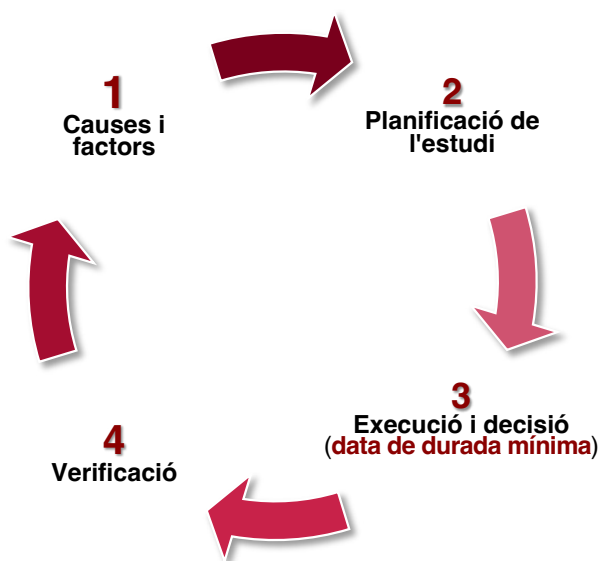 1
Causes i
factors
2
Planificació de
l'estudi
3
Execució i decisió
(data de durada mínima)
4
Verificació